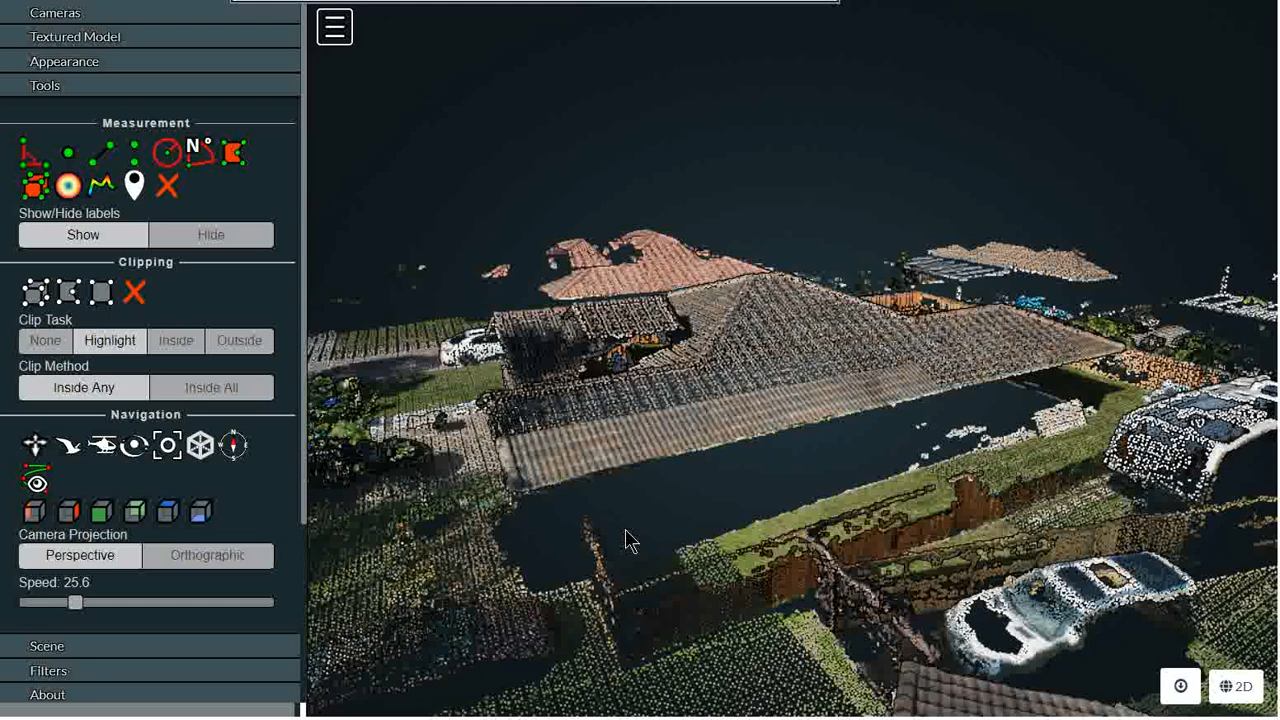 Cameras
Textured Model
Appearance
Tools
Measurement
N°
Show/Hide labels
Show Hide
Clipping
Clip Task
None Highlight Inside Outside
Clip Method
Inside Any Inside All
Navigation
N
Camera Projection
Perspective Orthographic
Speed: 25.6
Scene
Filters
About
2D